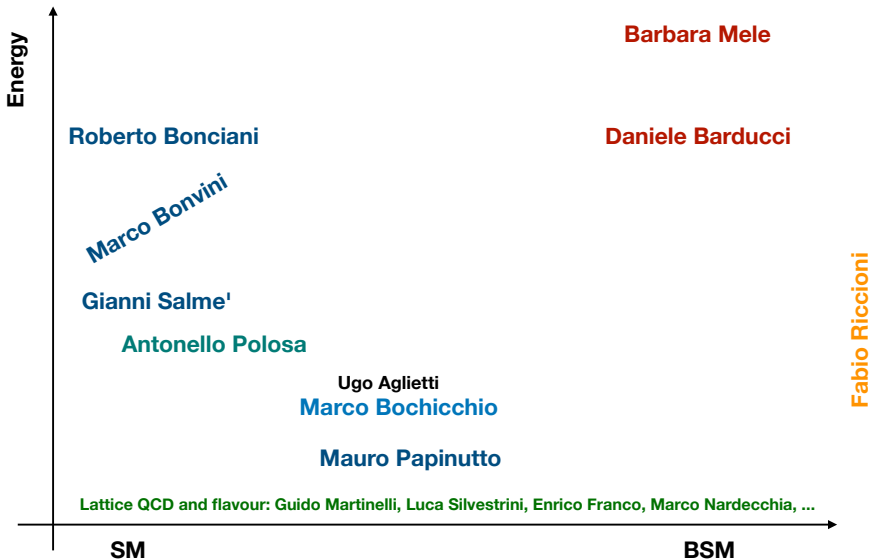 Energy
Barbara Mele
Roberto Bonciani
Daniele Barducci
Marco Bonvini
Fabio Riccioni
Gianni Salme'
Antonello Polosa
Ugo Aglietti
Marco Bochicchio
Mauro Papinutto
Lattice QCD and flavour: Guido Martinelli, Luca Silvestrini, Enrico Franco, Marco Nardecchia, ...
SM
BSM